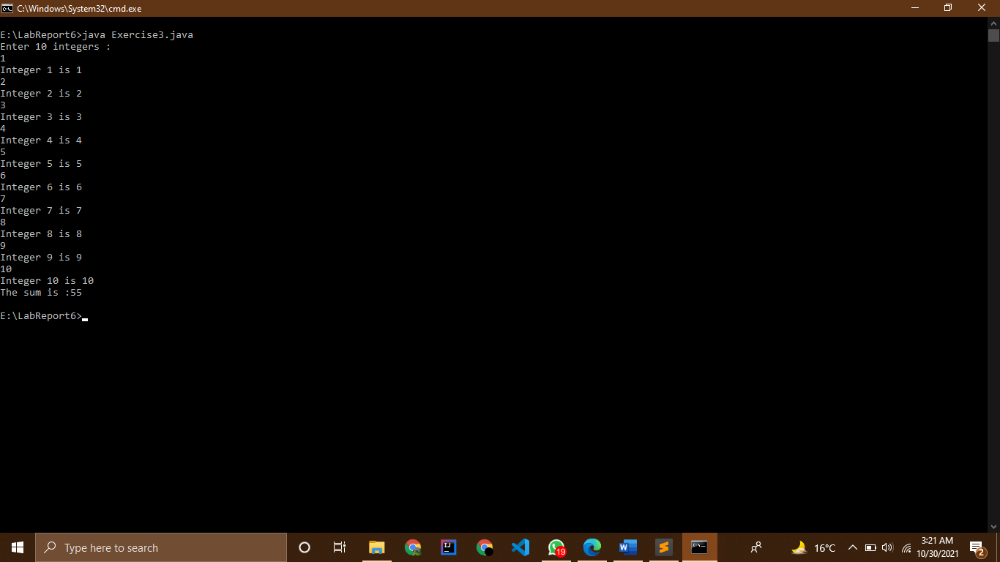 C:\Windows\System32\cmd.exe
E:\LabReport6>java Exercise3.java
Enter 10 integers :
1
Integer 1 is 1
2
Integer 2 is 2
3
Integer 3 is 3
4
Integer 4 is 4
5
Integer 5 is 5
6
Integer 6 is 6
7
Integer 7 is 7
8
Integer 8 is 8
9
Integer 9 is 9
10
Integer 10 is 10
The sum is :55
E:\LabReport6>
Type here to search
19
16°C
3:21 AM
10/30/2021
2